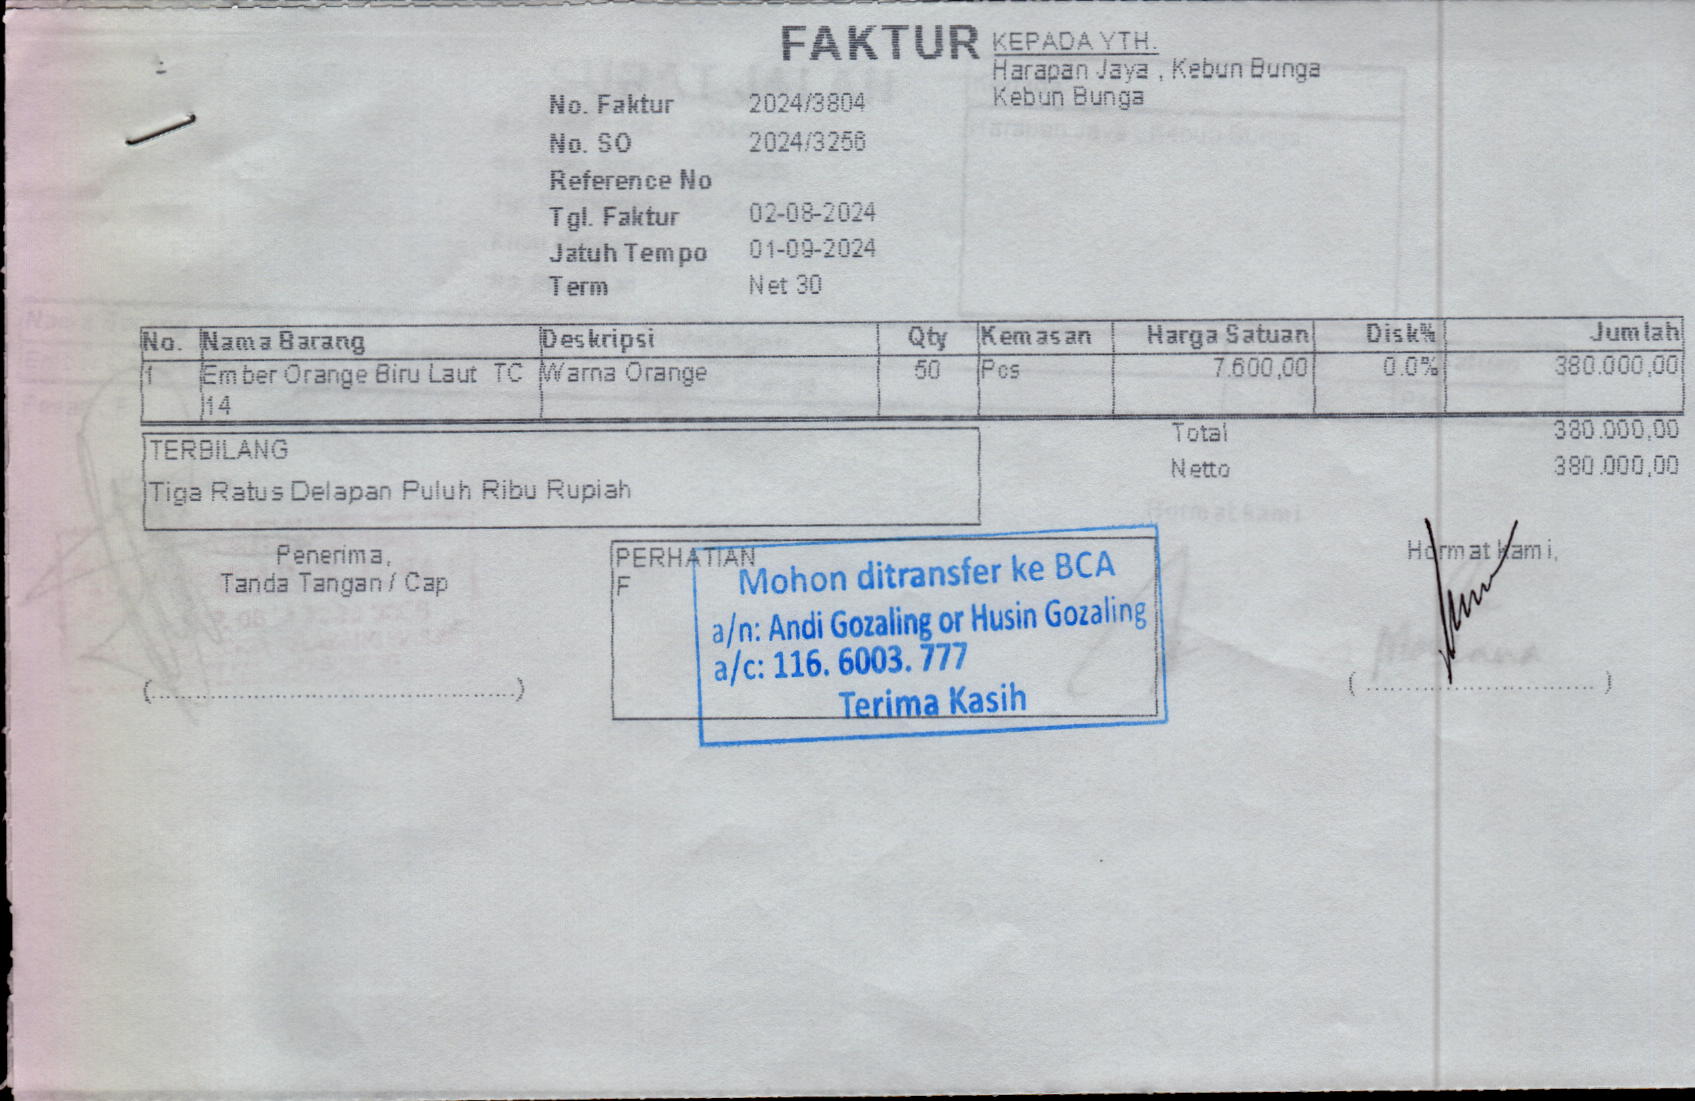 FAKTUR
KEPADA YTH.
Harapan Jaya , Kebun Bunga
Kebun Bunga
No. Faktur 2024/3804
No. SO 2024/3256
Reference No
Tgl. Faktur 02-08-2024
Jatuh Tempo 01-09-2024
Term Net 30
No. Nama Barang Deskripsi Qty Kemasan Harga Satuan Disk% Jumlah
1 Ember Orange Biru Laut TC Warna Orange 50 Pcs 7.600,00 0.0% 380.000,00
14
Total 380.000,00
Netto 380.000,00
TERBILANG
Tiga Ratus Delapan Puluh Ribu Rupiah
Penerima,
Tanda Tangan / Cap
(........................................)
PERHATIAN
F
Mohon ditransfer ke BCA
a/n: Andi Gozaling or Husin Gozaling
a/c: 116. 6003. 777
Terima Kasih
Hormat kami,
(........................................)